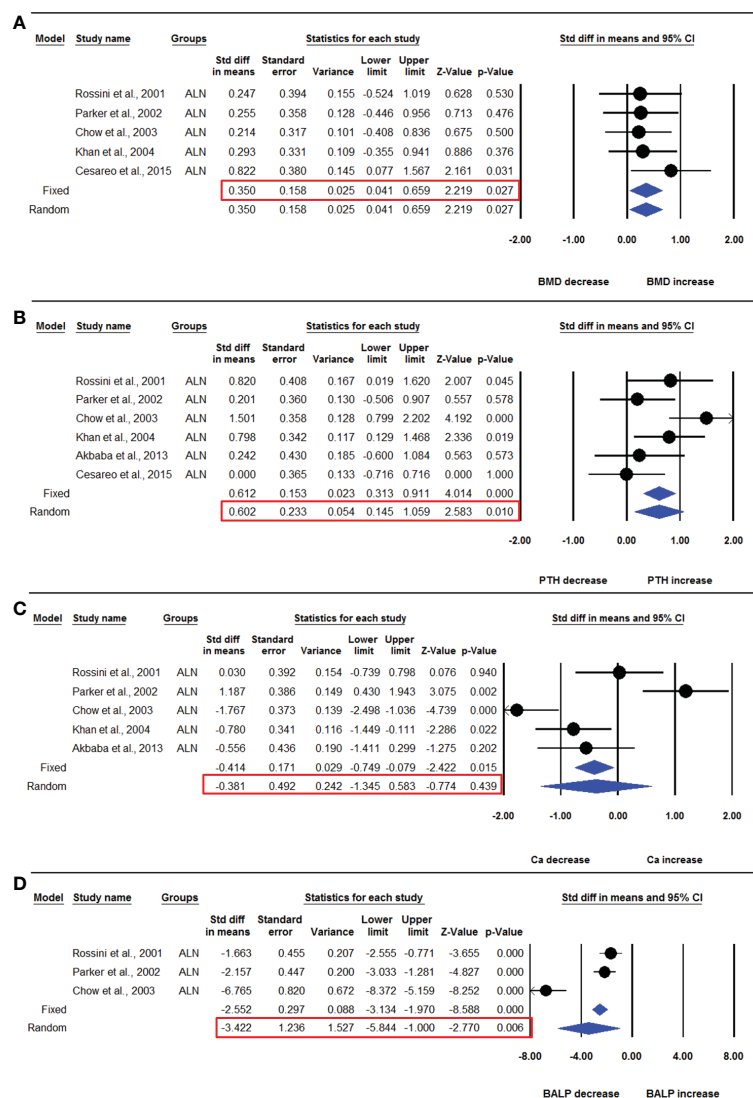 A
Model Study name Groups Statistics for each study Std diff in means and 95% CI
Std diff Standard Lower Upper
in means error Variance limit limit Z-Value p-Value
Rossini et al., 2001 ALN 0.247 0.394 0.155 -0.524 1.019 0.628 0.530
Parker et al., 2002 ALN 0.255 0.358 0.128 -0.446 0.956 0.713 0.476
Chow et al., 2003 ALN 0.214 0.317 0.101 -0.408 0.836 0.675 0.500
Khan et al., 2004 ALN 0.293 0.331 0.109 -0.355 0.941 0.886 0.376
Cesareo et al., 2015 ALN 0.822 0.380 0.145 0.077 1.567 2.161 0.031
Fixed 0.350 0.158 0.025 0.041 0.659 2.219 0.027
Random 0.350 0.158 0.025 0.041 0.659 2.219 0.027
-2.00 -1.00 0.00 1.00 2.00
BMD decrease BMD increase
B
Model Study name Groups Statistics for each study Std diff in means and 95% CI
Std diff Standard Lower Upper
in means error Variance limit limit Z-Value p-Value
Rossini et al., 2001 ALN 0.820 0.408 0.167 0.019 1.620 2.007 0.045
Parker et al., 2002 ALN 0.201 0.360 0.130 -0.506 0.907 0.557 0.578
Chow et al., 2003 ALN 1.501 0.358 0.128 0.799 2.202 4.192 0.000
Khan et al., 2004 ALN 0.798 0.342 0.117 0.129 1.468 2.336 0.019
Akbaba et al., 2013 ALN 0.242 0.430 0.185 -0.600 1.084 0.563 0.573
Cesareo et al., 2015 ALN 0.000 0.365 0.133 -0.716 0.716 0.000 1.000
Fixed 0.612 0.153 0.023 0.313 0.911 4.014 0.000
Random 0.602 0.233 0.054 0.145 1.059 2.583 0.010
-2.00 -1.00 0.00 1.00 2.00
PTH decrease PTH increase
C
Model Study name Groups Statistics for each study Std diff in means and 95% CI
Std diff Standard Lower Upper
in means error Variance limit limit Z-Value p-Value
Rossini et al., 2001 ALN 0.030 0.392 0.154 -0.739 0.798 0.076 0.940
Parker et al., 2002 ALN 1.187 0.386 0.149 0.430 1.943 3.075 0.002
Chow et al., 2003 ALN -1.767 0.373 0.139 -2.498 -1.036 -4.739 0.000
Khan et al., 2004 ALN -0.780 0.341 0.116 -1.449 -0.111 -2.286 0.022
Akbaba et al., 2013 ALN -0.556 0.436 0.190 -1.411 0.299 -1.275 0.202
Fixed -0.414 0.171 0.029 -0.749 -0.079 -2.422 0.015
Random -0.381 0.492 0.242 -1.345 0.583 -0.774 0.439
-2.00 -1.00 0.00 1.00 2.00
Ca decrease Ca increase
D
Model Study name Groups Statistics for each study Std diff in means and 95% CI
Std diff Standard Lower Upper
in means error Variance limit limit Z-Value p-Value
Rossini et al., 2001 ALN -1.663 0.455 0.207 -2.555 -0.771 -3.655 0.000
Parker et al., 2002 ALN -2.157 0.447 0.200 -3.033 -1.281 -4.827 0.000
Chow et al., 2003 ALN -6.765 0.820 0.672 -8.372 -5.159 -8.252 0.000
Fixed -2.552 0.297 0.088 -3.134 -1.970 -8.588 0.000
Random -3.422 1.236 1.527 -5.844 -1.000 -2.770 0.006
-8.00 -4.00 0.00 4.00 8.00
BALP decrease BALP increase